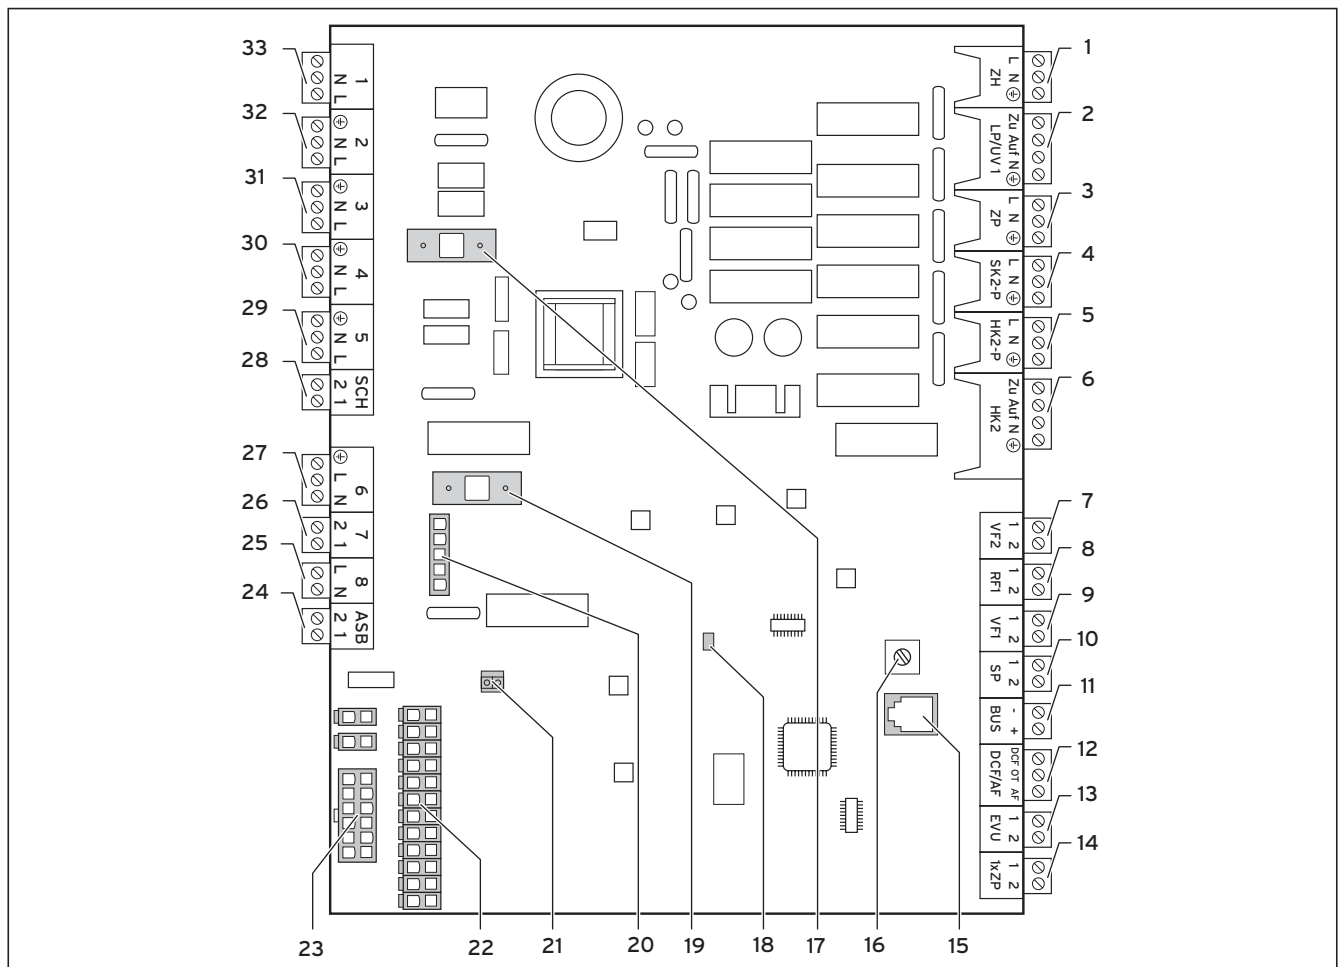 33
32
31
30
29
28
27
26
25
24
1 N L
2 N L
3 N L
4 N L
5 N L
SCH 2 1
6 L N
7 2 1
8 L N
ASB 2 1
L N
ZH
Zu Auf N
LP/UV1
L N
ZP
L N
SK2-P
L N
HK2-P
Zu Auf N
HK2
1 2
VF2
1 2
RF1
1 2
VF1
1 2
SP
- +
BUS
DCF OT AF
DCF/AF
1 2
EVU
1 2
1xZP
1
2
3
4
5
6
7
8
9
10
11
12
13
14
23
22
21
20
19
18
17
16
15